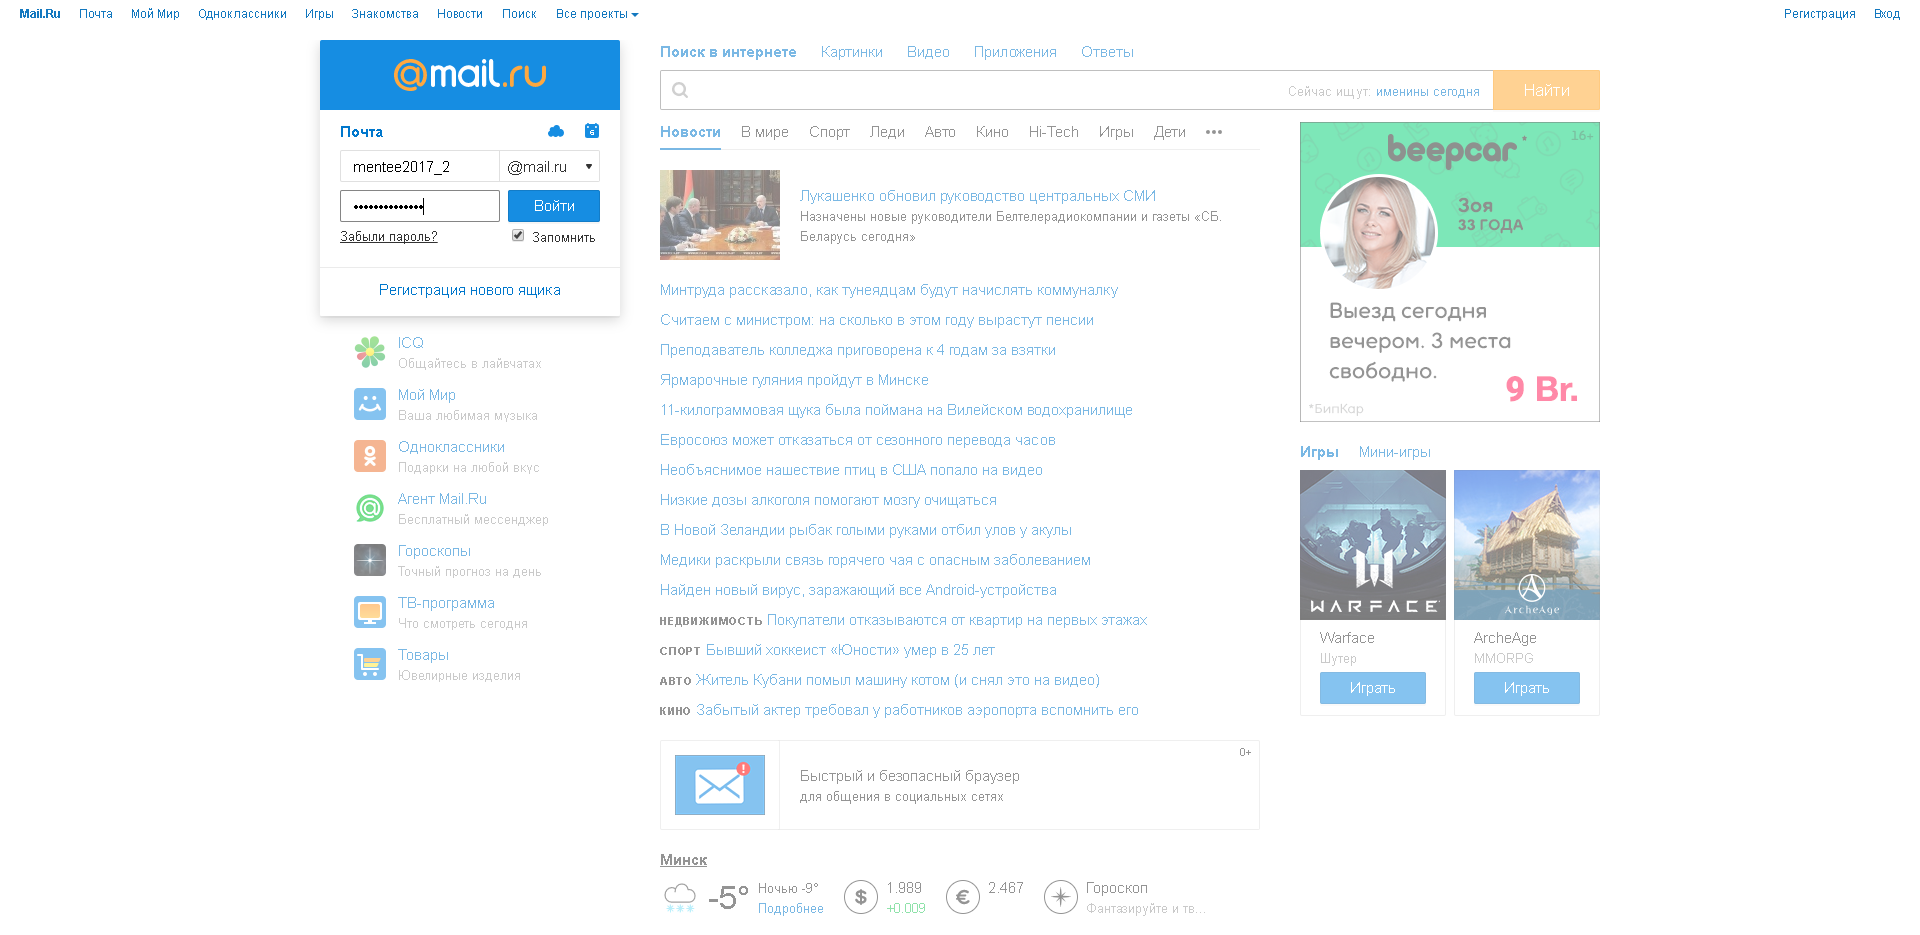 Mail.Ru Почта Мой Мир Одноклассники Игры Знакомства Новости Поиск Все проекты Регистрация Вход
@mail.ru
Почта
6
mentee2017_2 @mail.ru
Войти
Забыли пароль? Запомнить
Регистрация нового ящика
ICQ
Общайтесь в лайвчатах
Мой Мир
Ваша любимая музыка
Одноклассники
Подарки на любой вкус
Агент Mail.Ru
Бесплатный мессенджер
Гороскопы
Точный прогноз на день
ТВ-программа
Что смотреть сегодня
Товары
Ювелирные изделия
Поиск в интернете Картинки Видео Приложения Ответы
Сейчас ищут: именины сегодня Найти
Новости В мире Спорт Леди Авто Кино Hi-Tech Игры Дети •••
Лукашенко обновил руководство центральных СМИ
Назначены новые руководители Белтелерадиокомпании и газеты «СБ.
Беларусь сегодня»
Минтруда рассказало, как тунеядцам будут начислять коммуналку
Считаем с министром: на сколько в этом году вырастут пенсии
Преподаватель колледжа приговорена к 4 годам за взятки
Ярмарочные гуляния пройдут в Минске
11-килограммовая щука была поймана на Вилейском водохранилище
Евросоюз может отказаться от сезонного перевода часов
Необъяснимое нашествие птиц в США попало на видео
Низкие дозы алкоголя помогают мозгу очищаться
В Новой Зеландии рыбак голыми руками отбил улов у акулы
Медики раскрыли связь горячего чая с опасным заболеванием
Найден новый вирус, заражающий все Android-устройства
НЕДВИЖИМОСТЬ Покупатели отказываются от квартир на первых этажах
СПОРТ Бывший хоккеист «Юности» умер в 25 лет
АВТО Житель Кубани помыл машину котом (и снял это на видео)
КИНО Забытый актер требовал у работников аэропорта вспомнить его
0+
Быстрый и безопасный браузер
для общения в социальных сетях
Минск
-5° Ночью -9° $ 1.989 € 2.467 Гороскоп
Подробнее +0.009 Фантазируйте и тв...
16+
beepcar*
Зоя
33 ГОДА
Выезд сегодня
вечером. 3 места
свободно.
9 Br.
*БипКар
Игры Мини-игры
WARFACE
ArcheAge
Warface
Шутер
Играть
ArcheAge
MMORPG
Играть